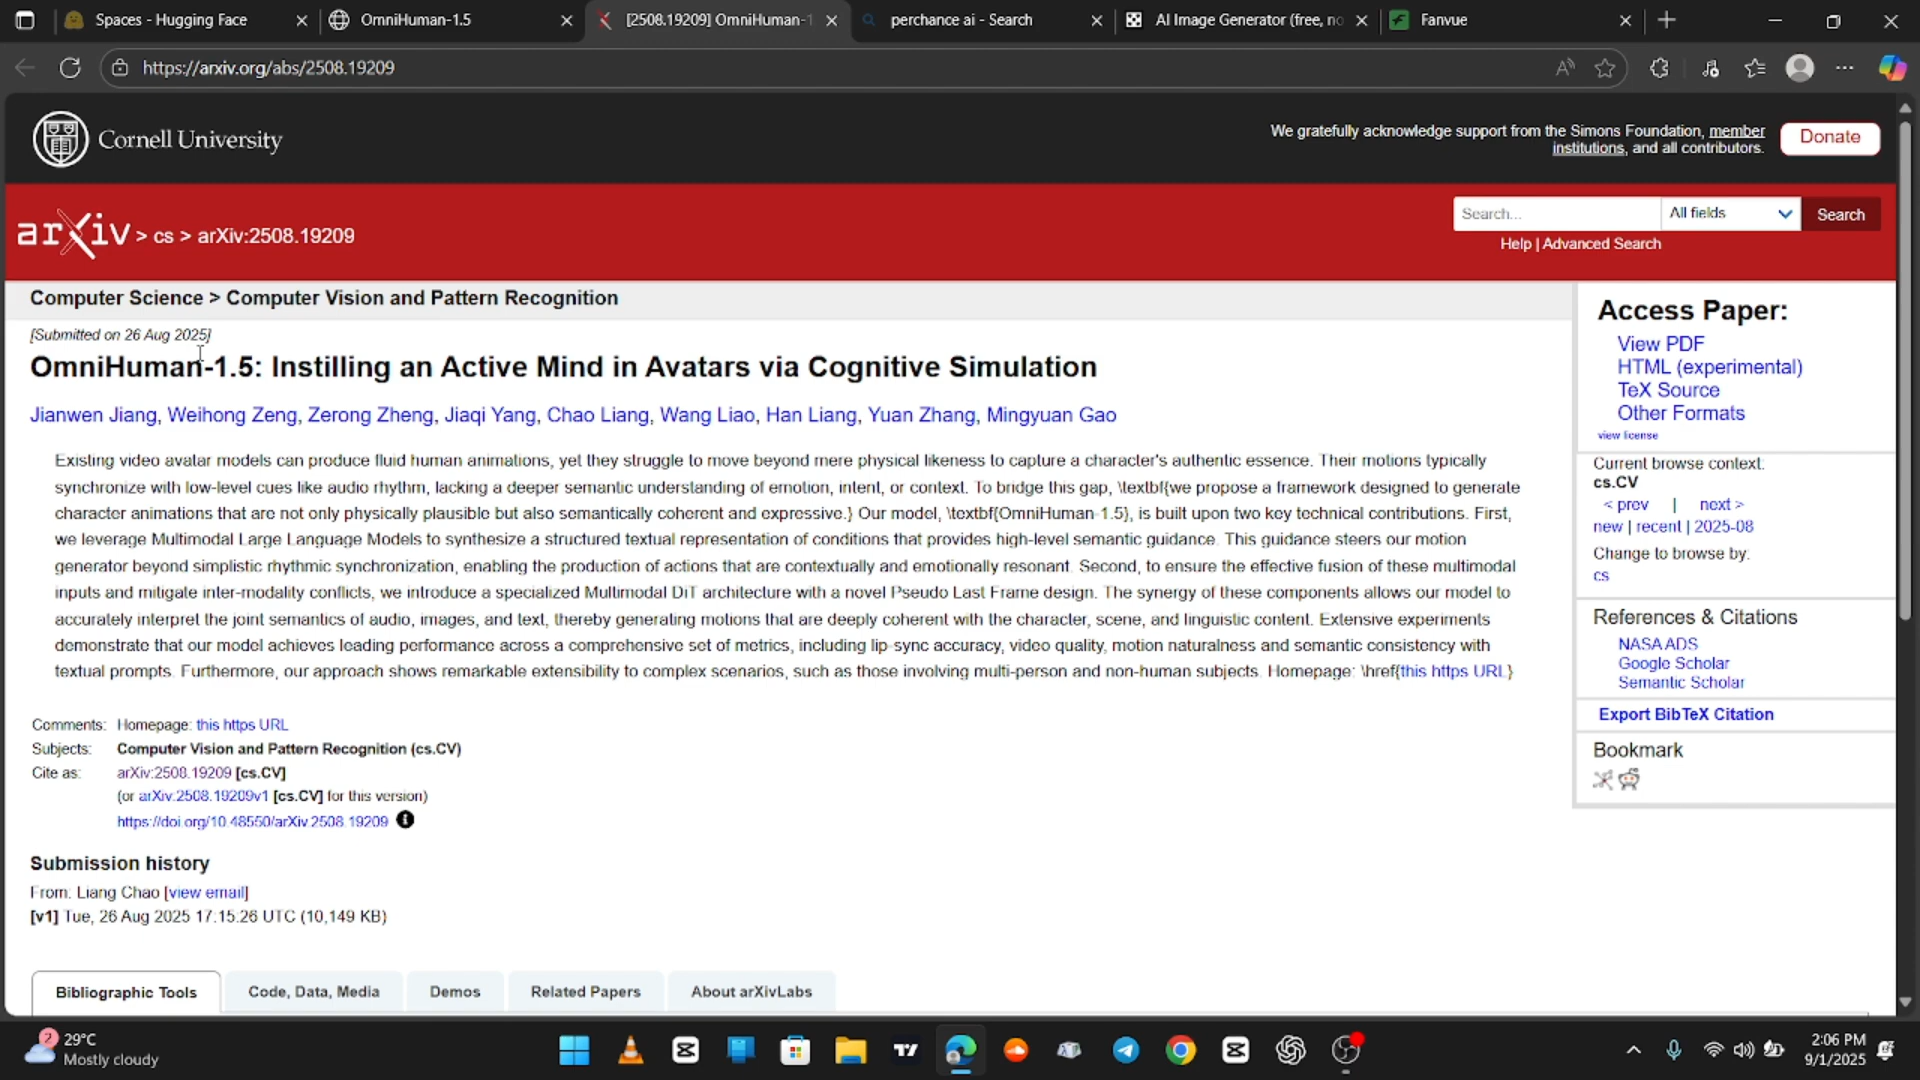 Spaces - Hugging Face
OmniHuman-1.5
[2508.19209] OmniHuman-1
perchance ai - Search
AI Image Generator (free, no
Fanvue
https://arxiv.org/abs/2508.19209
Cornell University
We gratefully acknowledge support from the Simons Foundation, member
institutions, and all contributors.
Donate
arXiv > cs > arXiv:2508.19209
Search...
All fields
Search
Help | Advanced Search
Computer Science > Computer Vision and Pattern Recognition
[Submitted on 26 Aug 2025]
OmniHuman-1.5: Instilling an Active Mind in Avatars via Cognitive Simulation
Jianwen Jiang, Weihong Zeng, Zerong Zheng, Jiaqi Yang, Chao Liang, Wang Liao, Han Liang, Yuan Zhang, Mingyuan Gao
Existing video avatar models can produce fluid human animations, yet they struggle to move beyond mere physical likeness to capture a character's authentic essence. Their motions typically
synchronize with low-level cues like audio rhythm, lacking a deeper semantic understanding of emotion, intent, or context. To bridge this gap, \textbf{we propose a framework designed to generate
character animations that are not only physically plausible but also semantically coherent and expressive.} Our model, \textbf{OmniHuman-1.5}, is built upon two key technical contributions. First,
we leverage Multimodal Large Language Models to synthesize a structured textual representation of conditions that provides high-level semantic guidance. This guidance steers our motion
generator beyond simplistic rhythmic synchronization, enabling the production of actions that are contextually and emotionally resonant. Second, to ensure the effective fusion of these multimodal
inputs and mitigate inter-modality conflicts, we introduce a specialized Multimodal DiT architecture with a novel Pseudo Last Frame design. The synergy of these components allows our model to
accurately interpret the joint semantics of audio, images, and text, thereby generating motions that are deeply coherent with the character, scene, and linguistic content. Extensive experiments
demonstrate that our model achieves leading performance across a comprehensive set of metrics, including lip-sync accuracy, video quality, motion naturalness and semantic consistency with
textual prompts. Furthermore, our approach shows remarkable extensibility to complex scenarios, such as those involving multi-person and non-human subjects. Homepage: \href{this https URL}
Comments: Homepage: this https URL
Subjects: Computer Vision and Pattern Recognition (cs.CV)
Cite as: arXiv:2508.19209 [cs.CV]
(or arXiv:2508.19209v1 [cs.CV] for this version)
https://doi.org/10.48550/arXiv.2508.19209
Submission history
From: Liang Chao [view email]
[v1] Tue, 26 Aug 2025 17:15:26 UTC (10,149 KB)
Bibliographic Tools
Code, Data, Media
Demos
Related Papers
About arXivLabs
Access Paper:
View PDF
HTML (experimental)
TeX Source
Other Formats
view license
Current browse context:
cs.CV
< prev | next >
new | recent | 2025-08
Change to browse by:
cs
References & Citations
NASA ADS
Google Scholar
Semantic Scholar
Export BibTeX Citation
Bookmark
2
29°C
Mostly cloudy
2:06 PM
9/1/2025